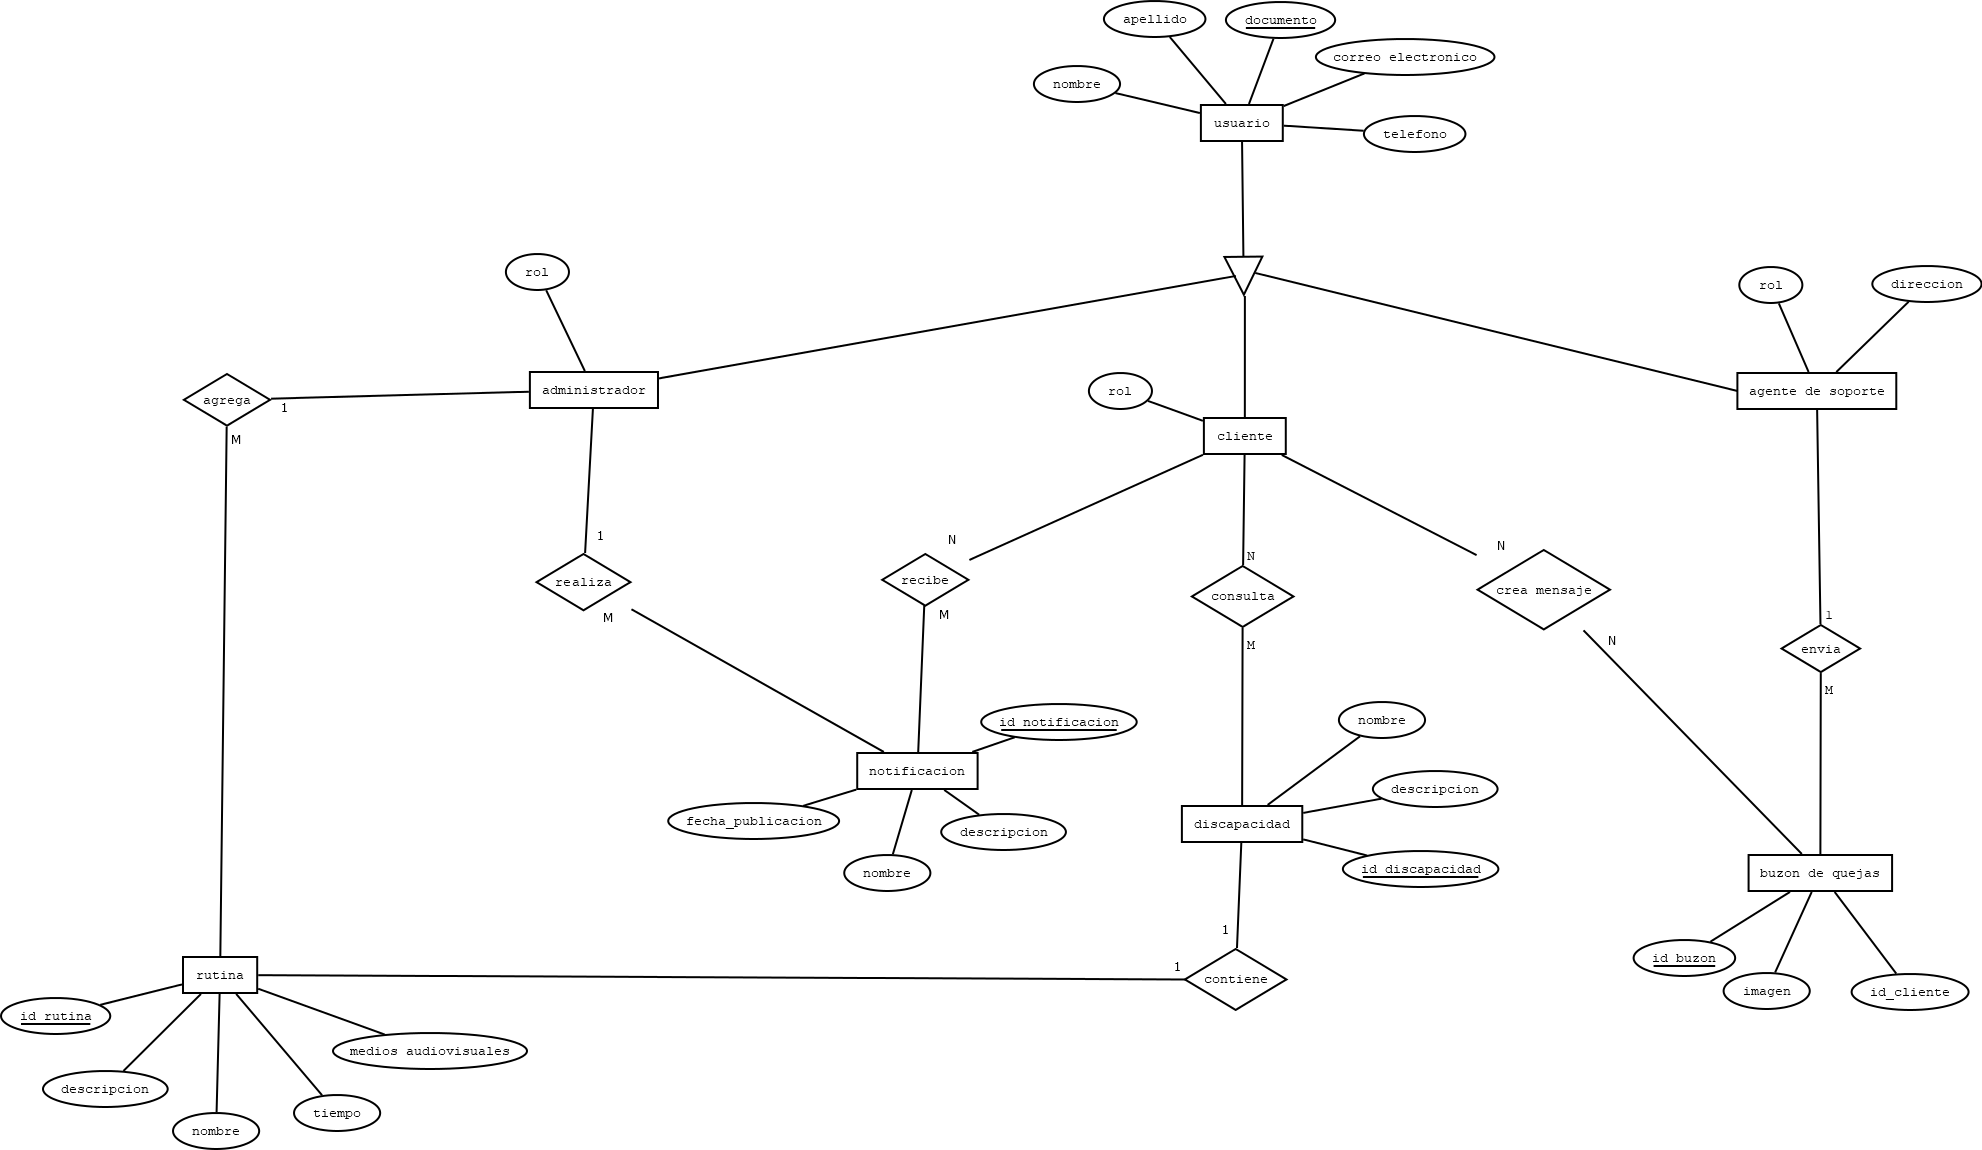 apellido
documento
correo electronico
nombre
usuario
telefono
rol
rol
direccion
administrador
agrega
1
M
rol
cliente
agente de soporte
1
realiza
M
N
recibe
M
N
consulta
M
N
crea mensaje
N
1
envia
M
id notificacion
notificacion
fecha_publicacion
descripcion
nombre
nombre
descripcion
discapacidad
id discapacidad
buzon de quejas
id buzon
imagen
id_cliente
1
1
contiene
rutina
id rutina
medios audiovisuales
descripcion
nombre
tiempo